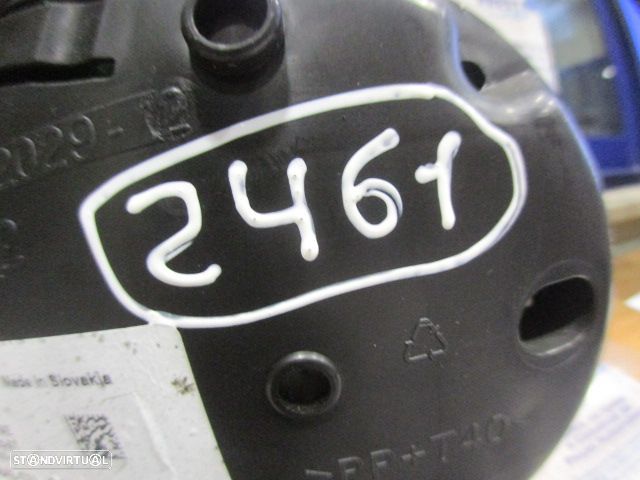 2029-
2461
Made in Slovakia
-PP+T40
STANDVIRTUAL